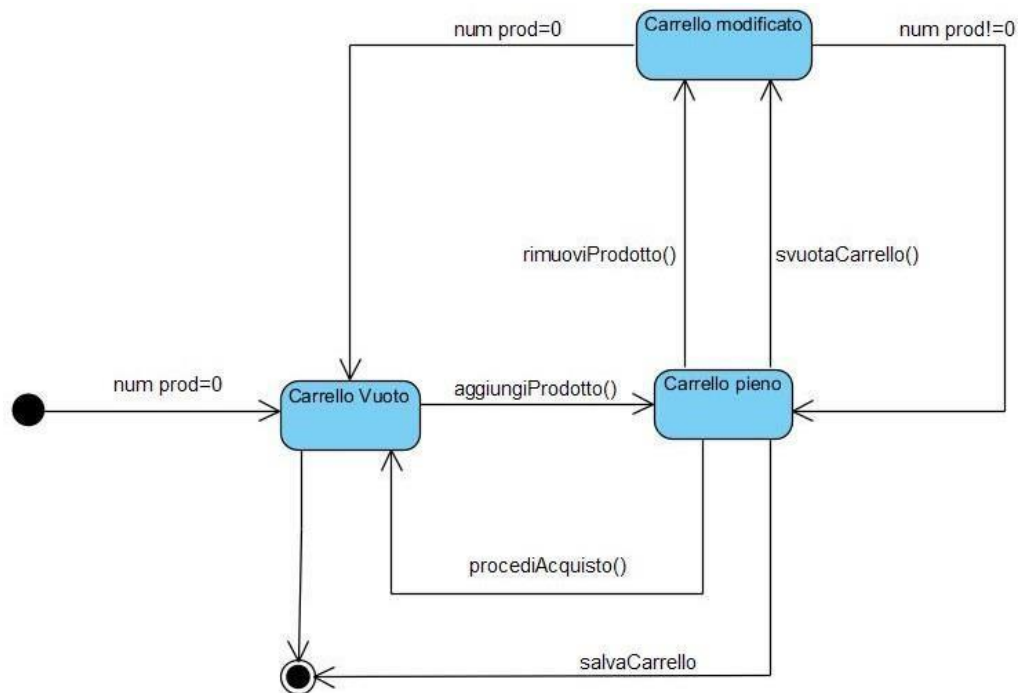 num prod=0
Carrello modificato
num prod!=0
rimuoviProdotto()
svuotaCarrello()
num prod=0
Carrello Vuoto
aggiungiProdotto()
Carrello pieno
procediAcquisto()
salvaCarrello